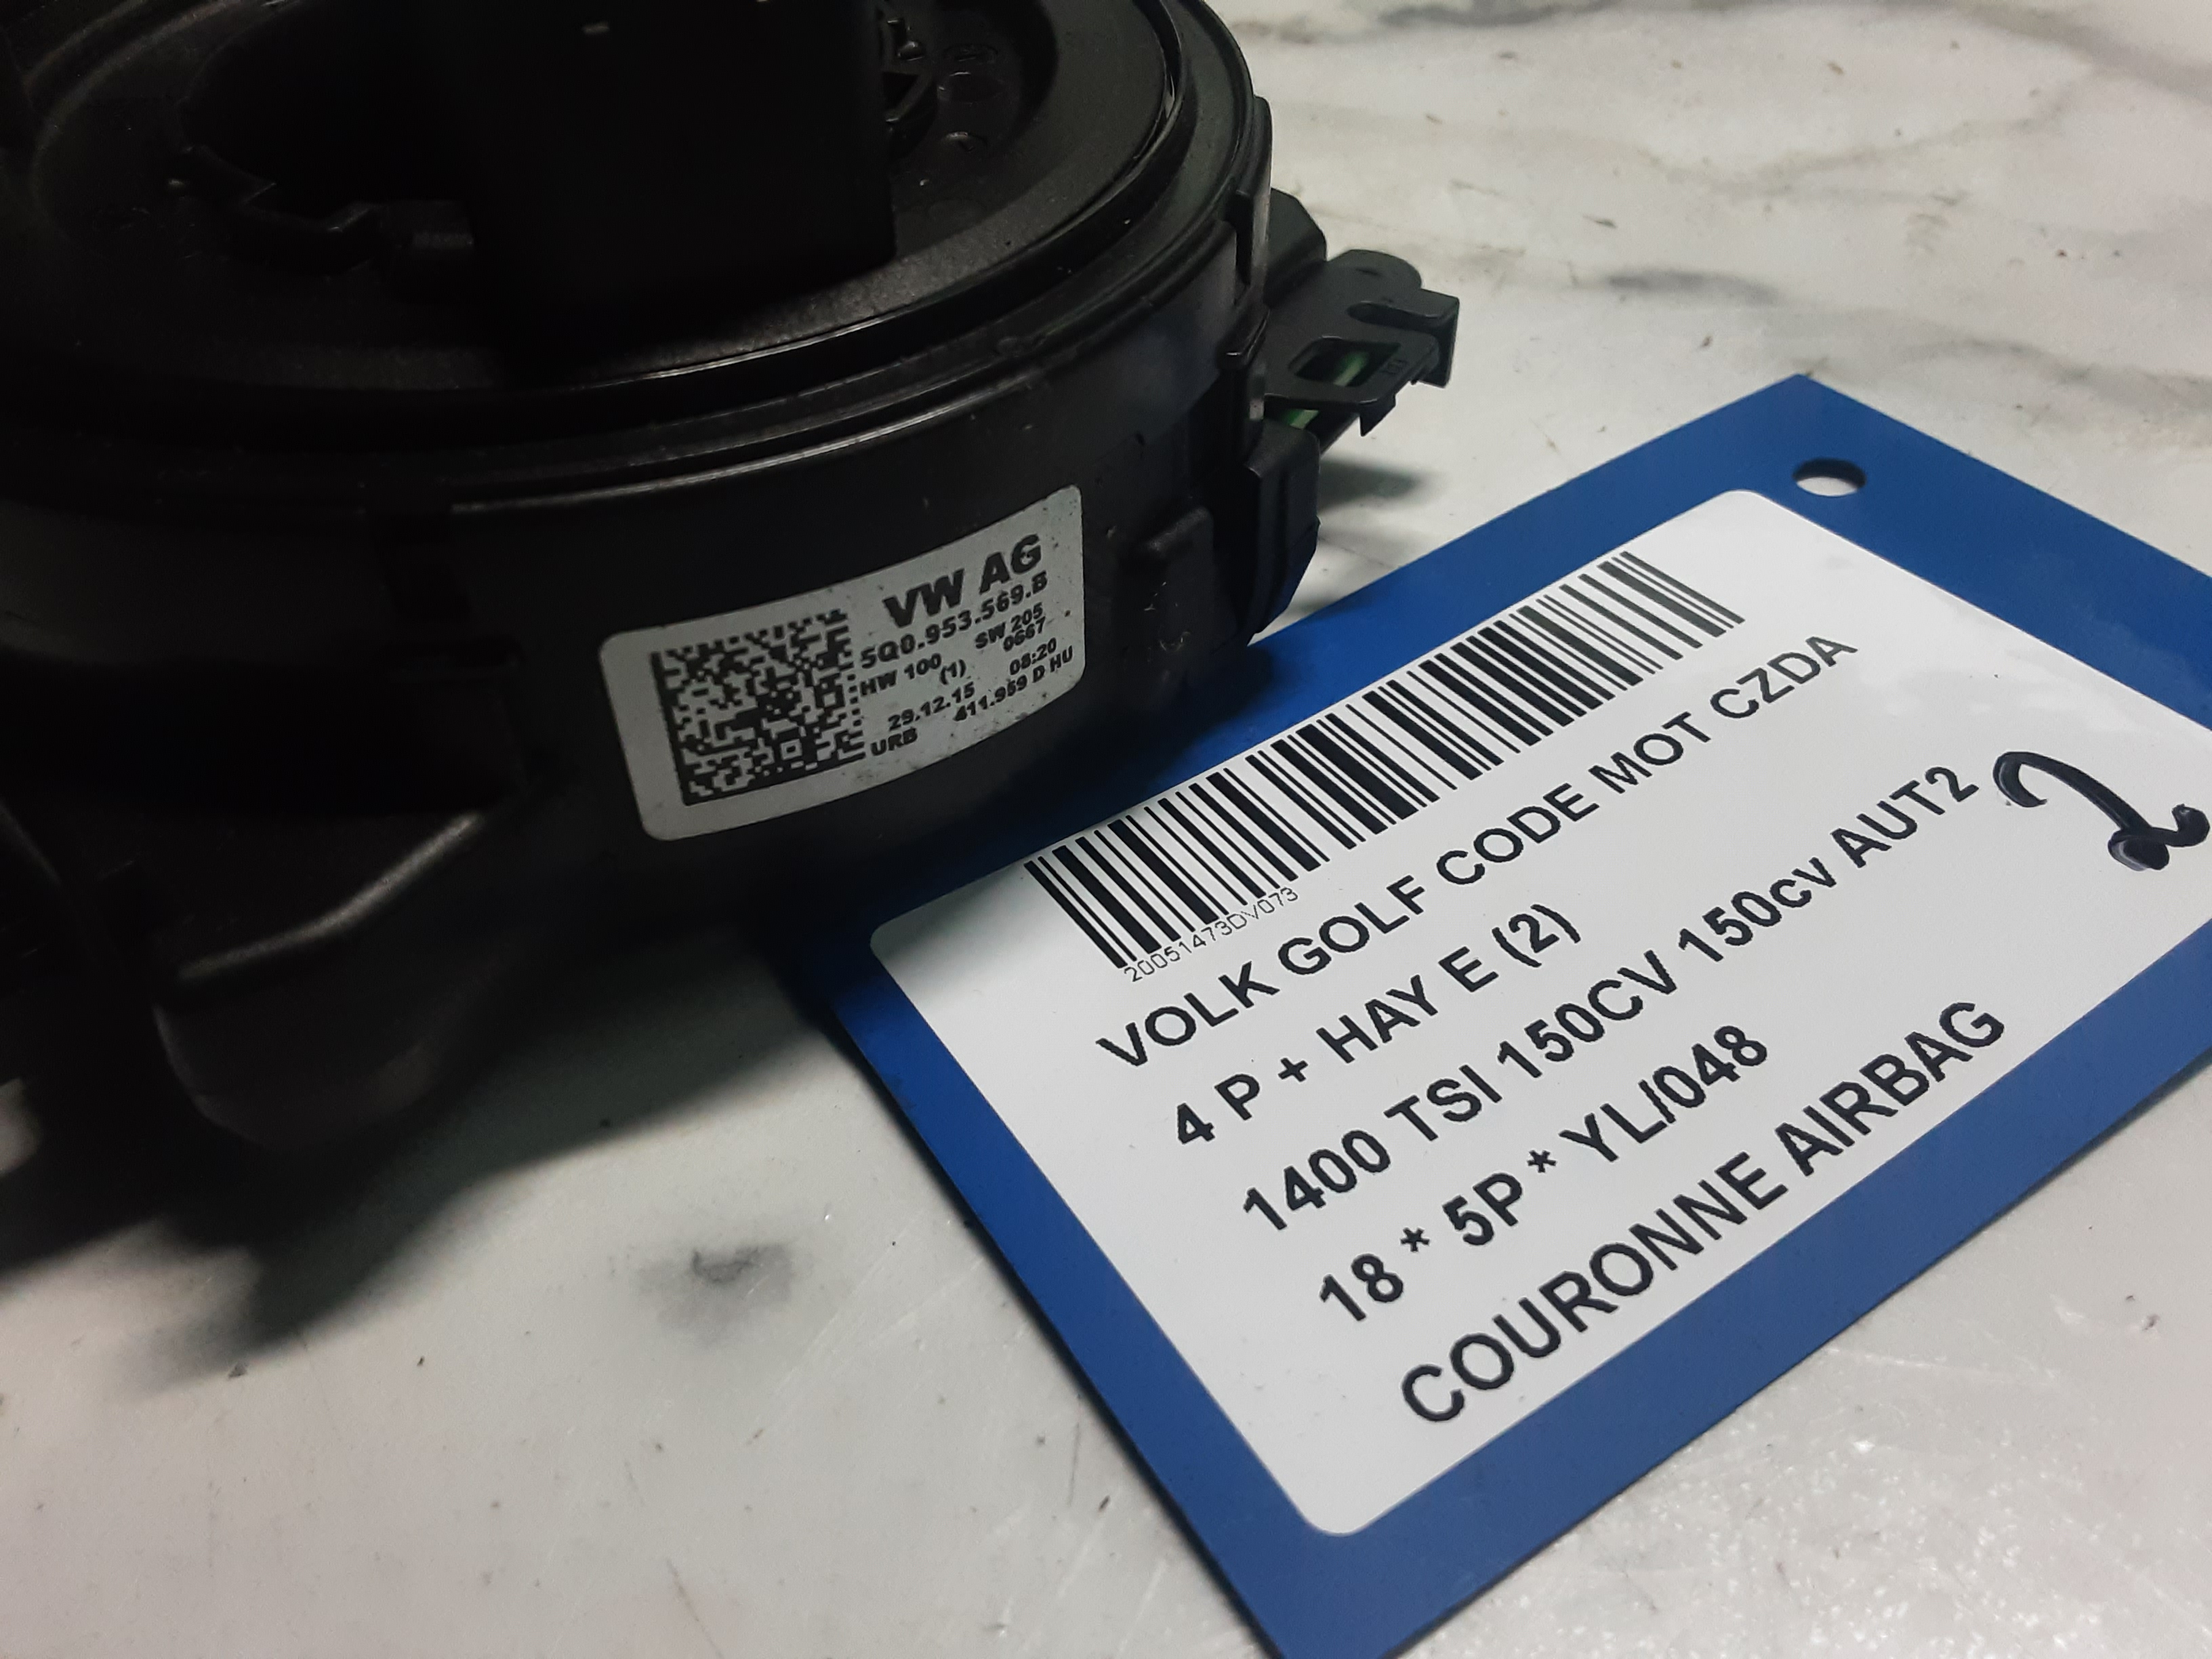 VW AG
5Q0.953.569.B
HW 100 SW 205
(1) 0667
29.12.15 08:20
URB 411.959 D HU
20051473DV073
VOLK GOLF CODE MOT CZDA
4 P + HAY E (2)
1400 TSI 150CV 150cv AUT2
18 * 5P * YL/048
COURONNE AIRBAG
2